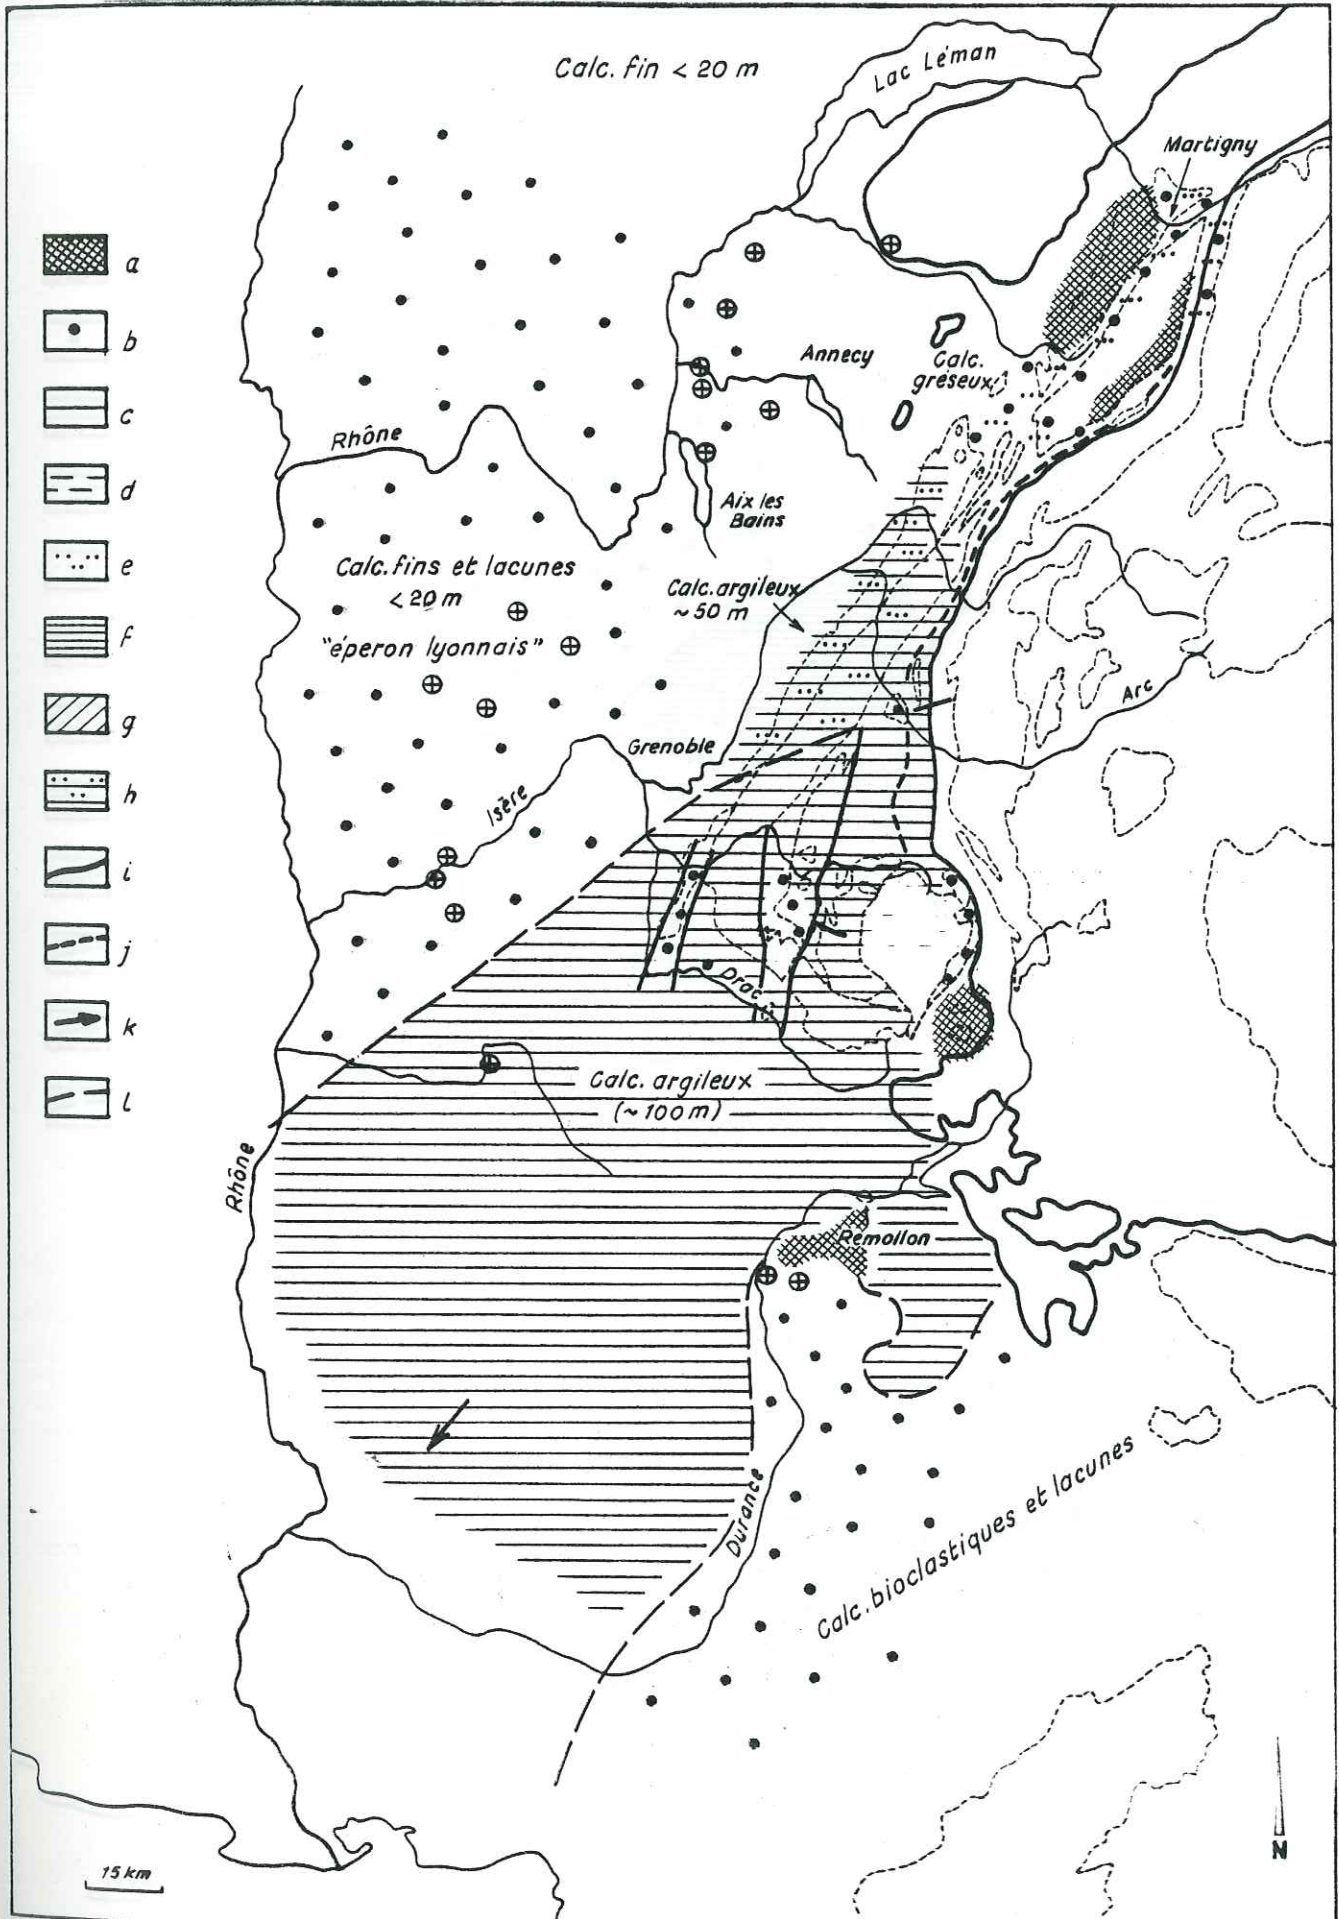 Calc. fin < 20 m
Lac Léman
Martigny
a
b
c
d
e
f
g
h
i
j
k
l
Annecy
Calc.
gréseux
Rhône
Aix les
Bains
Calc. fins et lacunes
<20 m
"éperon lyonnais"
Calc. argileux
~ 50 m
Arc
Grenoble
Isère
Drac
Calc. argileux
(~ 100 m)
Rhône
Remollon
Durance
Calc. bioclastiques et lacunes
15 km
N